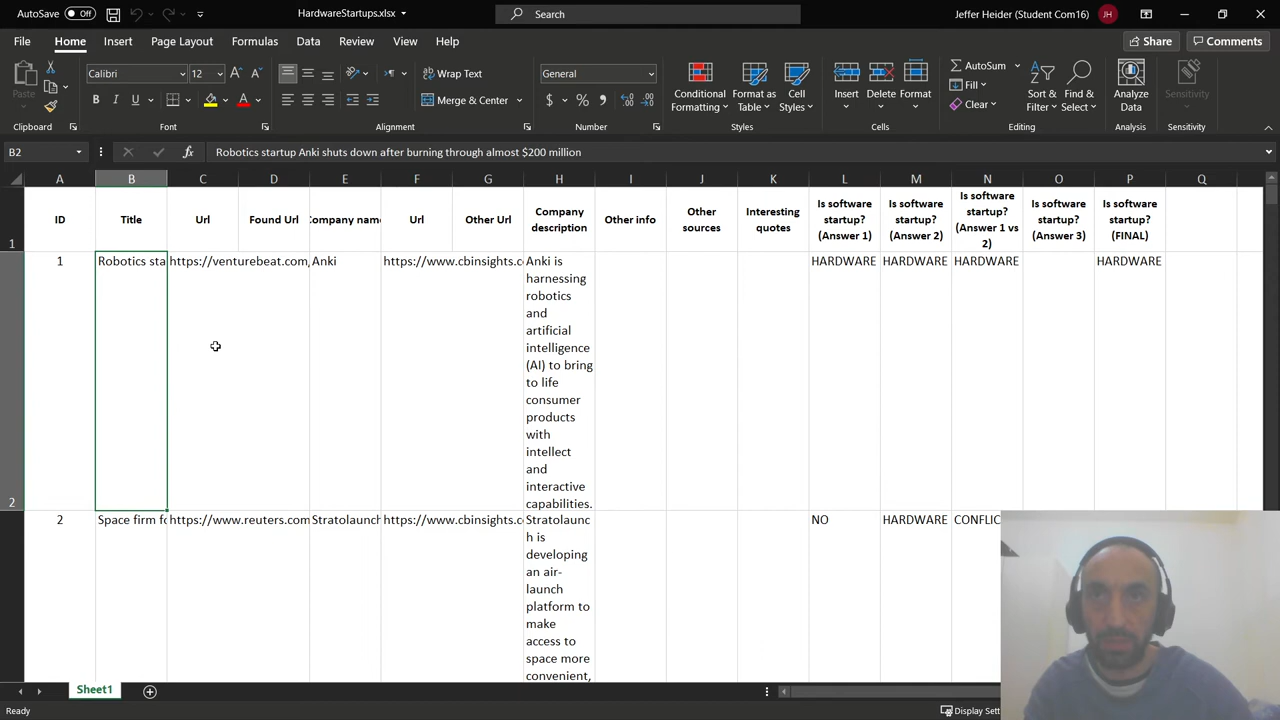 AutoSave Off HardwareStartups.xlsx Search Jeffer Heider (Student Com16) JH
File Home Insert Page Layout Formulas Data Review View Help Share Comments
Paste Calibri 12 Wrap Text General AutoSum
B I U Merge & Center $ % Conditional Formatting Format as Table Cell Styles Insert Delete Format Fill Clear Sort & Filter Find & Select Analyze Data Sensitivity
Clipboard Font Alignment Number Styles Cells Editing Analysis Sensitivity
B2 fx Robotics startup Anki shuts down after burning through almost $200 million
A B C D E F G H I J K L M N O P Q
1 ID Title Url Found Url Company name Url Other Url Company description Other info Other sources Interesting quotes Is software startup? (Answer 1) Is software startup? (Answer 2) Is software startup? (Answer 1 vs 2) Is software startup? (Answer 3) Is software startup? (FINAL)
1 Robotics sta https://venturebeat.com/ Anki https://www.cbinsights.c Anki is HARDWARE HARDWARE HARDWARE HARDWARE
harnessing
robotics
and
artificial
intelligence
(AI) to bring
to life
consumer
products
with
intellect
and
interactive
2 capabilities.
2 Space firm fo https://www.reuters.com Stratolaunch https://www.cbinsights.c Stratolaunc NO HARDWARE CONFLIC
h is
developing
an air-
launch
platform to
make
access to
space more
convenient,
Sheet1
Ready Display Sett